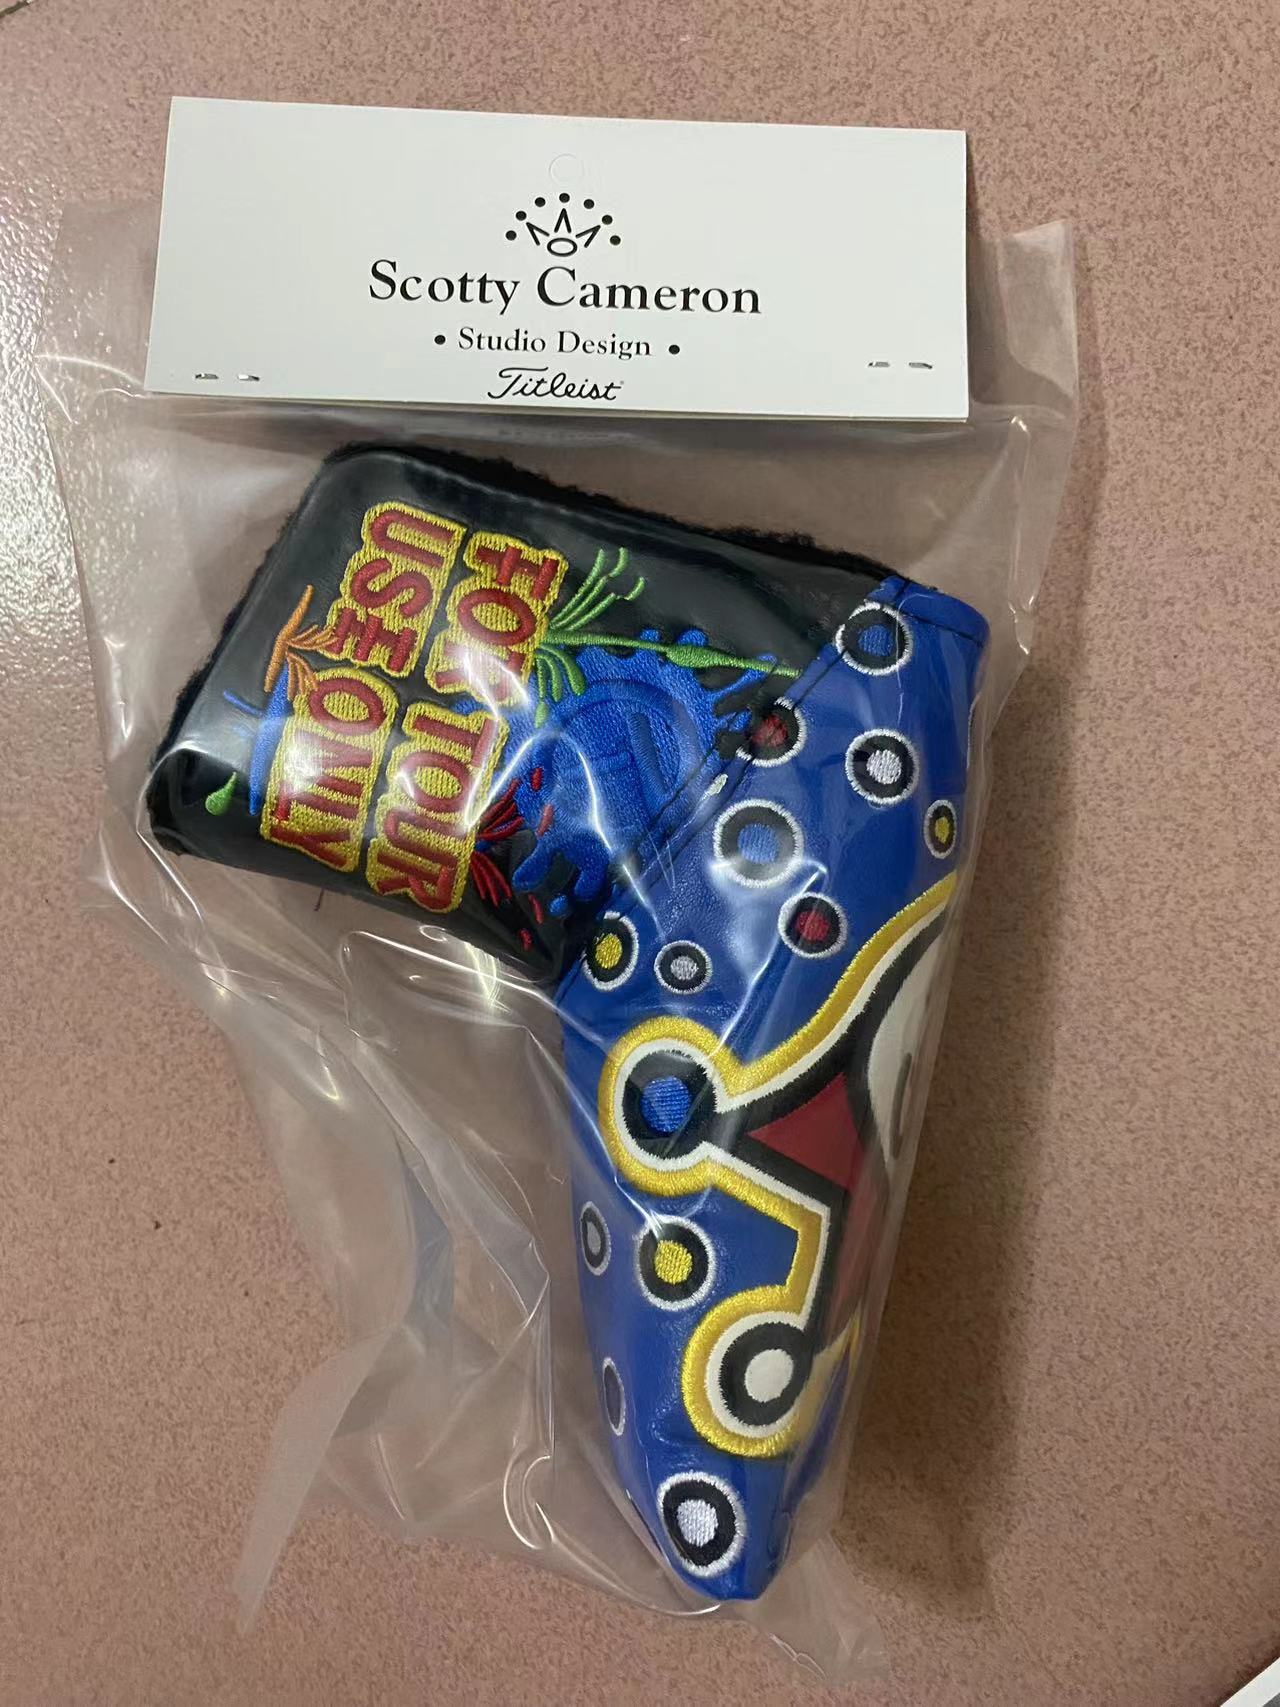 Scotty Cameron
• Studio Design •
Titleist
FOR TOUR
USE ONLY